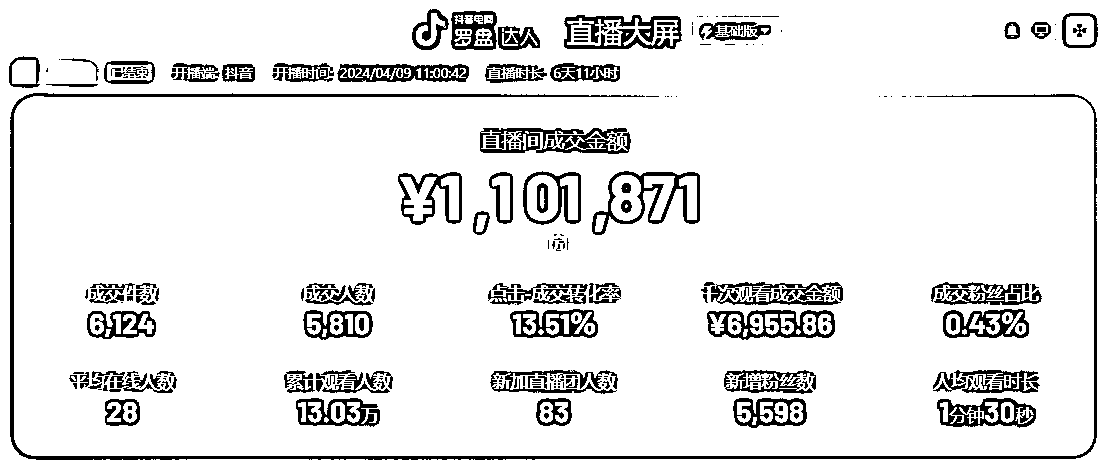 抖音电商
罗盘 达人 直播大屏 基础版
已结束 开播端: 抖音 开播时间: 2024/04/09 11:00:42 直播时长: 6天11小时
直播间成交金额
¥1,101,871
成交件数 成交人数 点击-成交转化率 千次观看成交金额 成交粉丝占比
6,124 5,810 13.51% ¥6,955.86 0.43%
平均在线人数 累计观看人数 新加直播团人数 新增粉丝数 人均观看时长
28 13.03万 83 5,598 1分钟30秒